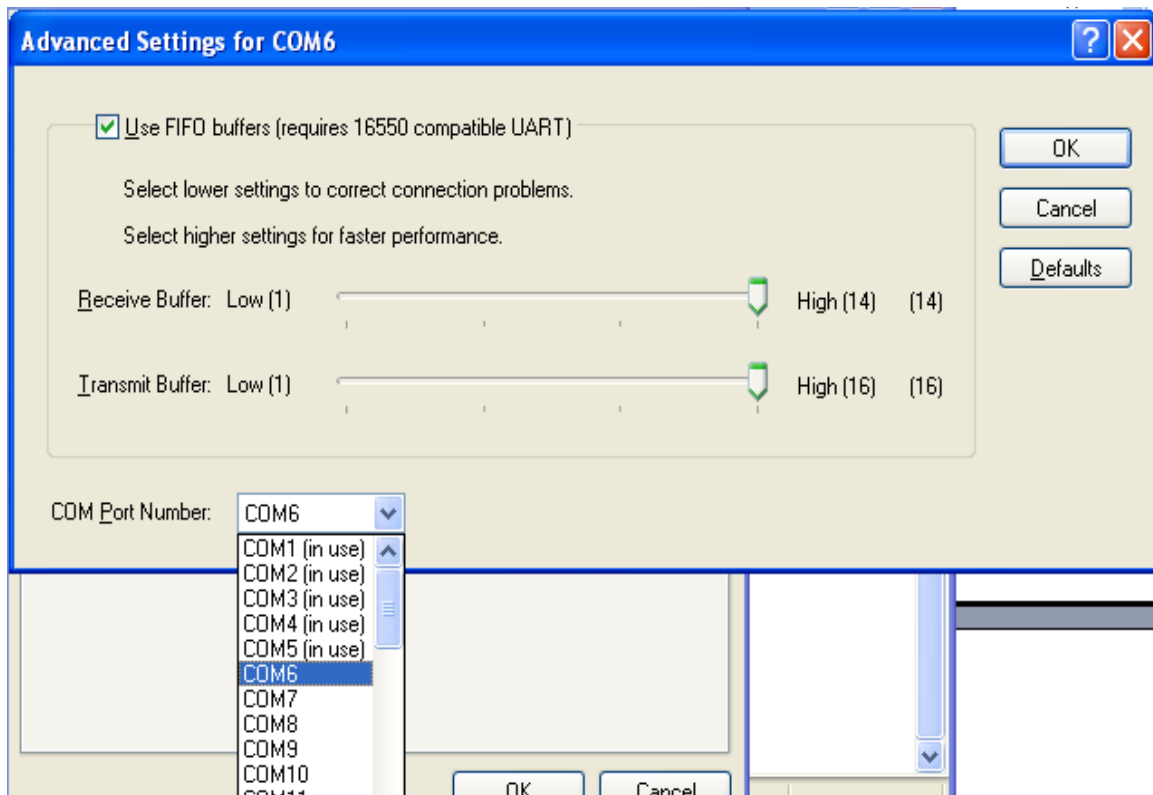 Advanced Settings for COM6
Use FIFO buffers (requires 16550 compatible UART)
OK
Select lower settings to correct connection problems.
Cancel
Select higher settings for faster performance.
Defaults
Receive Buffer: Low (1) High (14) (14)
Transmit Buffer: Low (1) High (16) (16)
COM Port Number: COM6
COM1 (in use)
COM2 (in use)
COM3 (in use)
COM4 (in use)
COM5 (in use)
COM6
COM7
COM8
COM9
COM10
COM11
OK Cancel